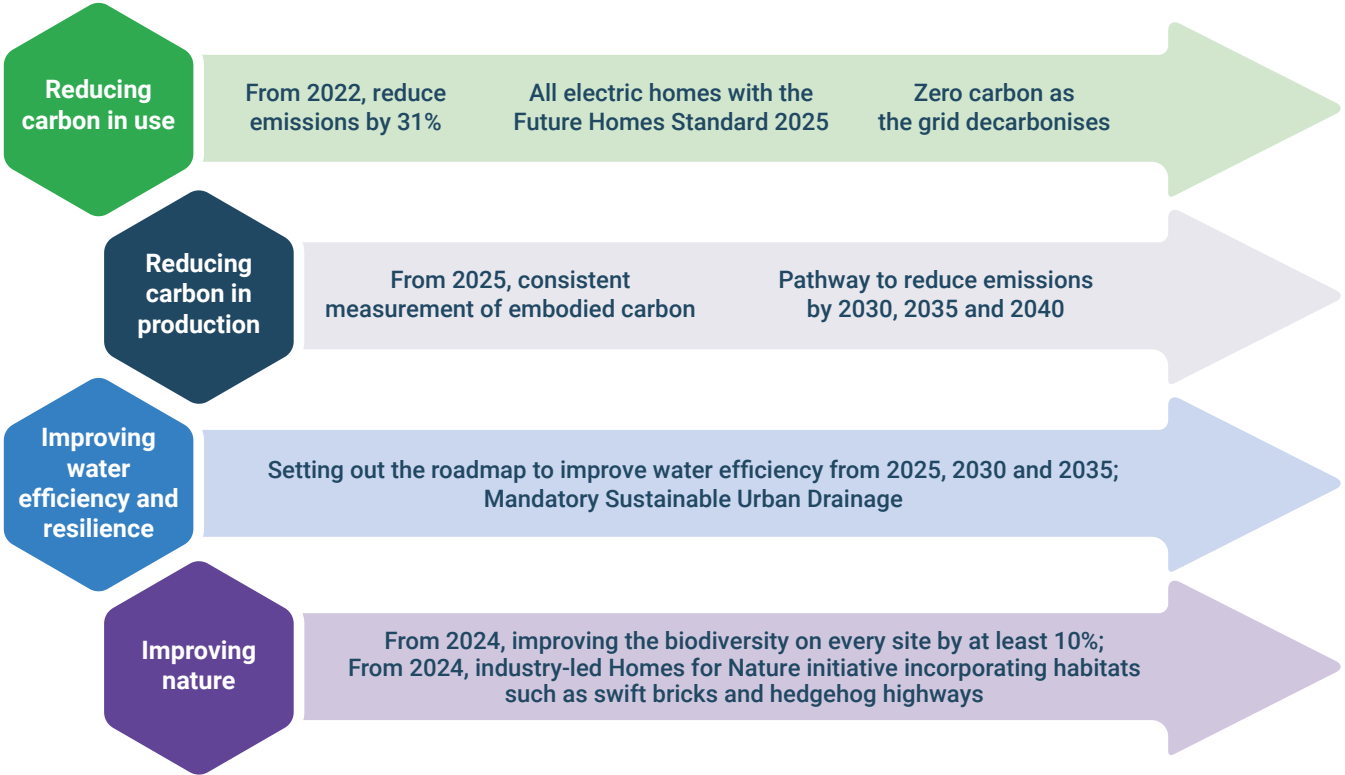 Reducing
carbon in use
From 2022, reduce
emissions by 31%
All electric homes with the
Future Homes Standard 2025
Zero carbon as
the grid decarbonises
Reducing
carbon in
production
From 2025, consistent
measurement of embodied carbon
Pathway to reduce emissions
by 2030, 2035 and 2040
Improving
water
efficiency and
resilience
Setting out the roadmap to improve water efficiency from 2025, 2030 and 2035;
Mandatory Sustainable Urban Drainage
Improving
nature
From 2024, improving the biodiversity on every site by at least 10%;
From 2024, industry-led Homes for Nature initiative incorporating habitats
such as swift bricks and hedgehog highways